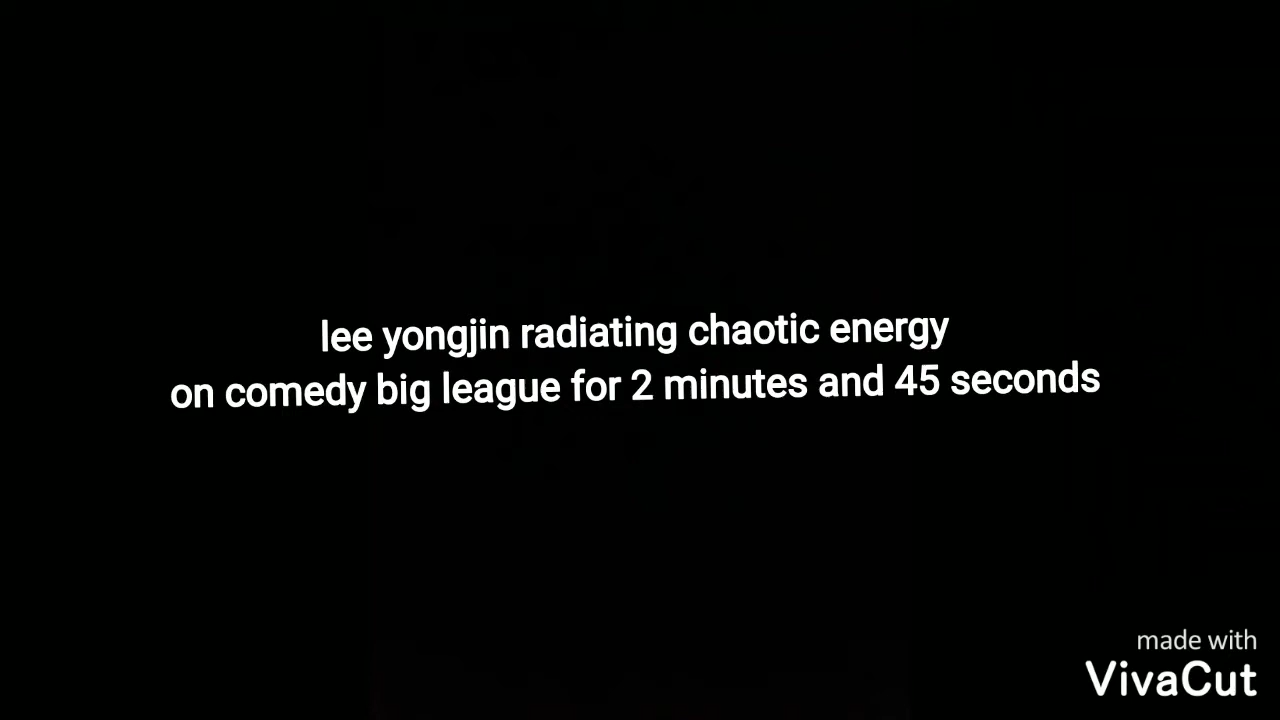 lee yongjin radiating chaotic energy
on comedy big league for 2 minutes and 45 seconds
made with
VivaCut